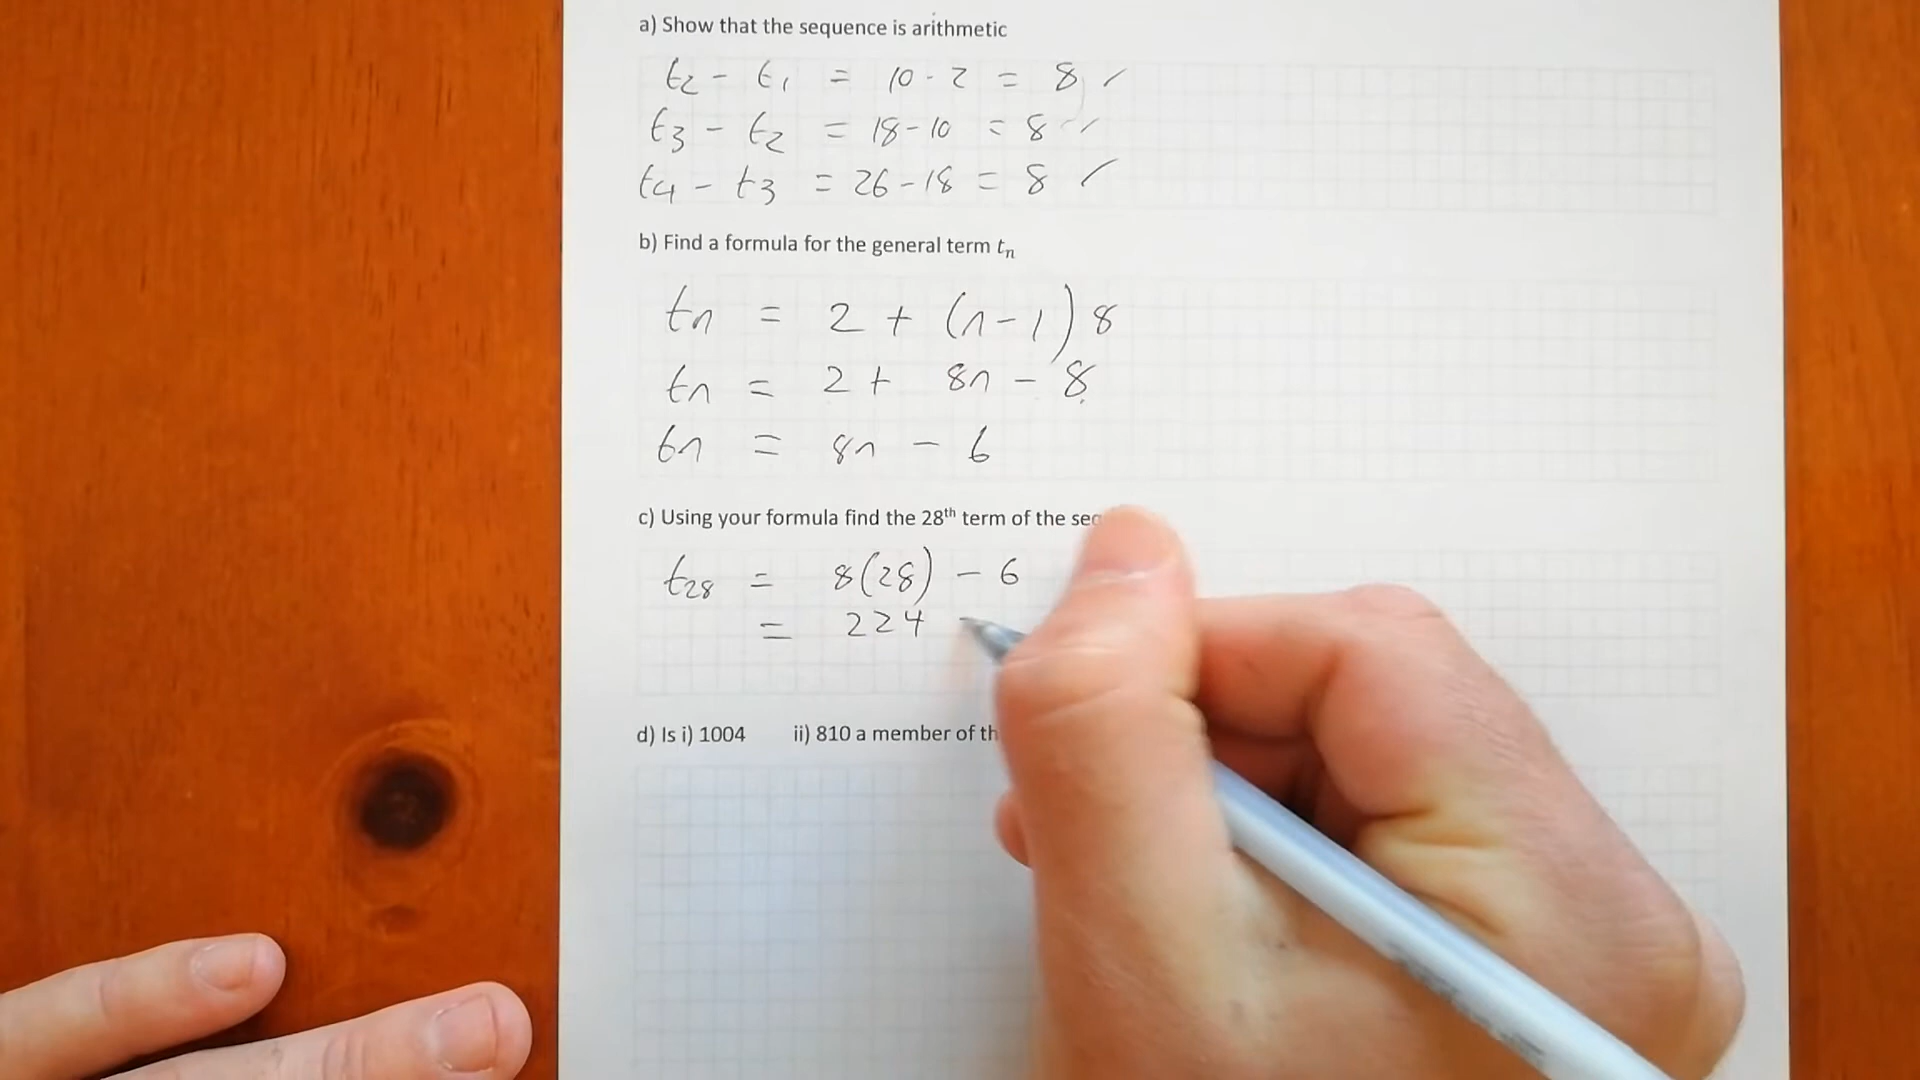 a) Show that the sequence is arithmetic
t2 - t1 = 10 - 2 = 8 ✓
t3 - t2 = 18 - 10 = 8 ✓
t4 - t3 = 26 - 18 = 8 ✓
b) Find a formula for the general term tn
tn = 2 + (n - 1) 8
tn = 2 + 8n - 8
tn = 8n - 6
c) Using your formula find the 28th term of the
t28 = 8(28) - 6
= 224 -
d) Is i) 1004 ii) 810 a member of